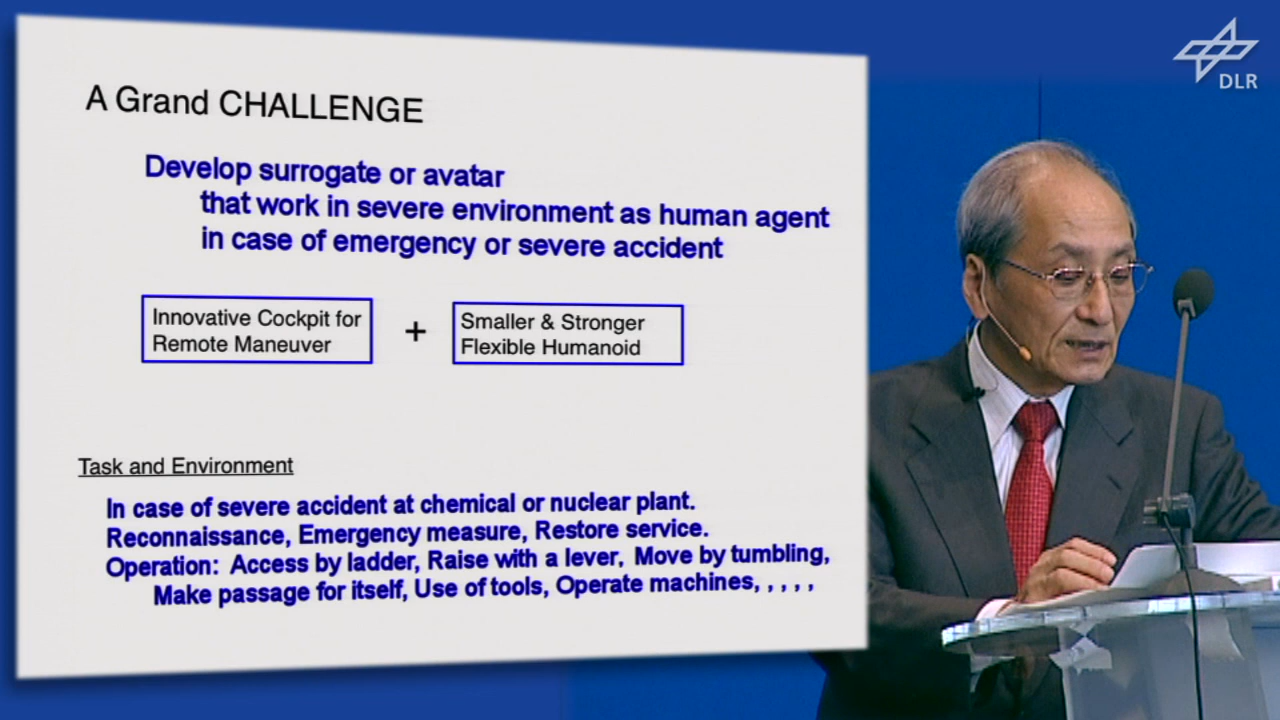 A Grand CHALLENGE
Develop surrogate or avatar
that work in severe environment as human agent
in case of emergency or severe accident
Innovative Cockpit for
Remote Maneuver
+
Smaller & Stronger
Flexible Humanoid
Task and Environment
In case of severe accident at chemical or nuclear plant.
Reconnaissance, Emergency measure, Restore service.
Operation: Access by ladder, Raise with a lever, Move by tumbling,
Make passage for itself, Use of tools, Operate machines, , , , ,
DLR